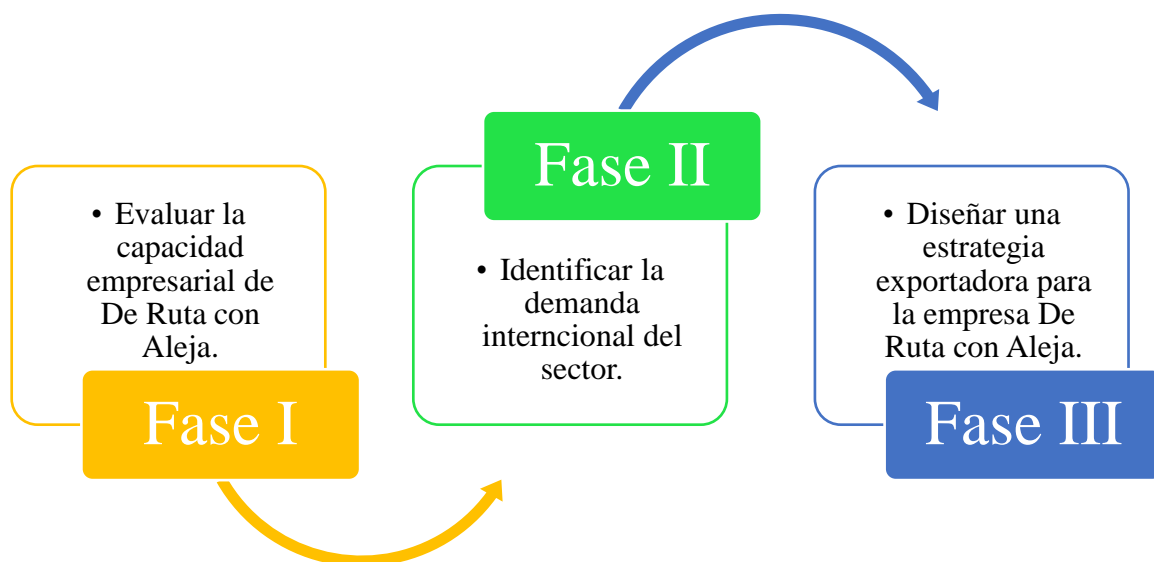 • Evaluar la
capacidad
empresarial de
De Ruta con
Aleja.
Fase I
Fase II
• Identificar la
demanda
interncional del
sector.
• Diseñar una
estrategia
exportadora para
la empresa De
Ruta con Aleja.
Fase III